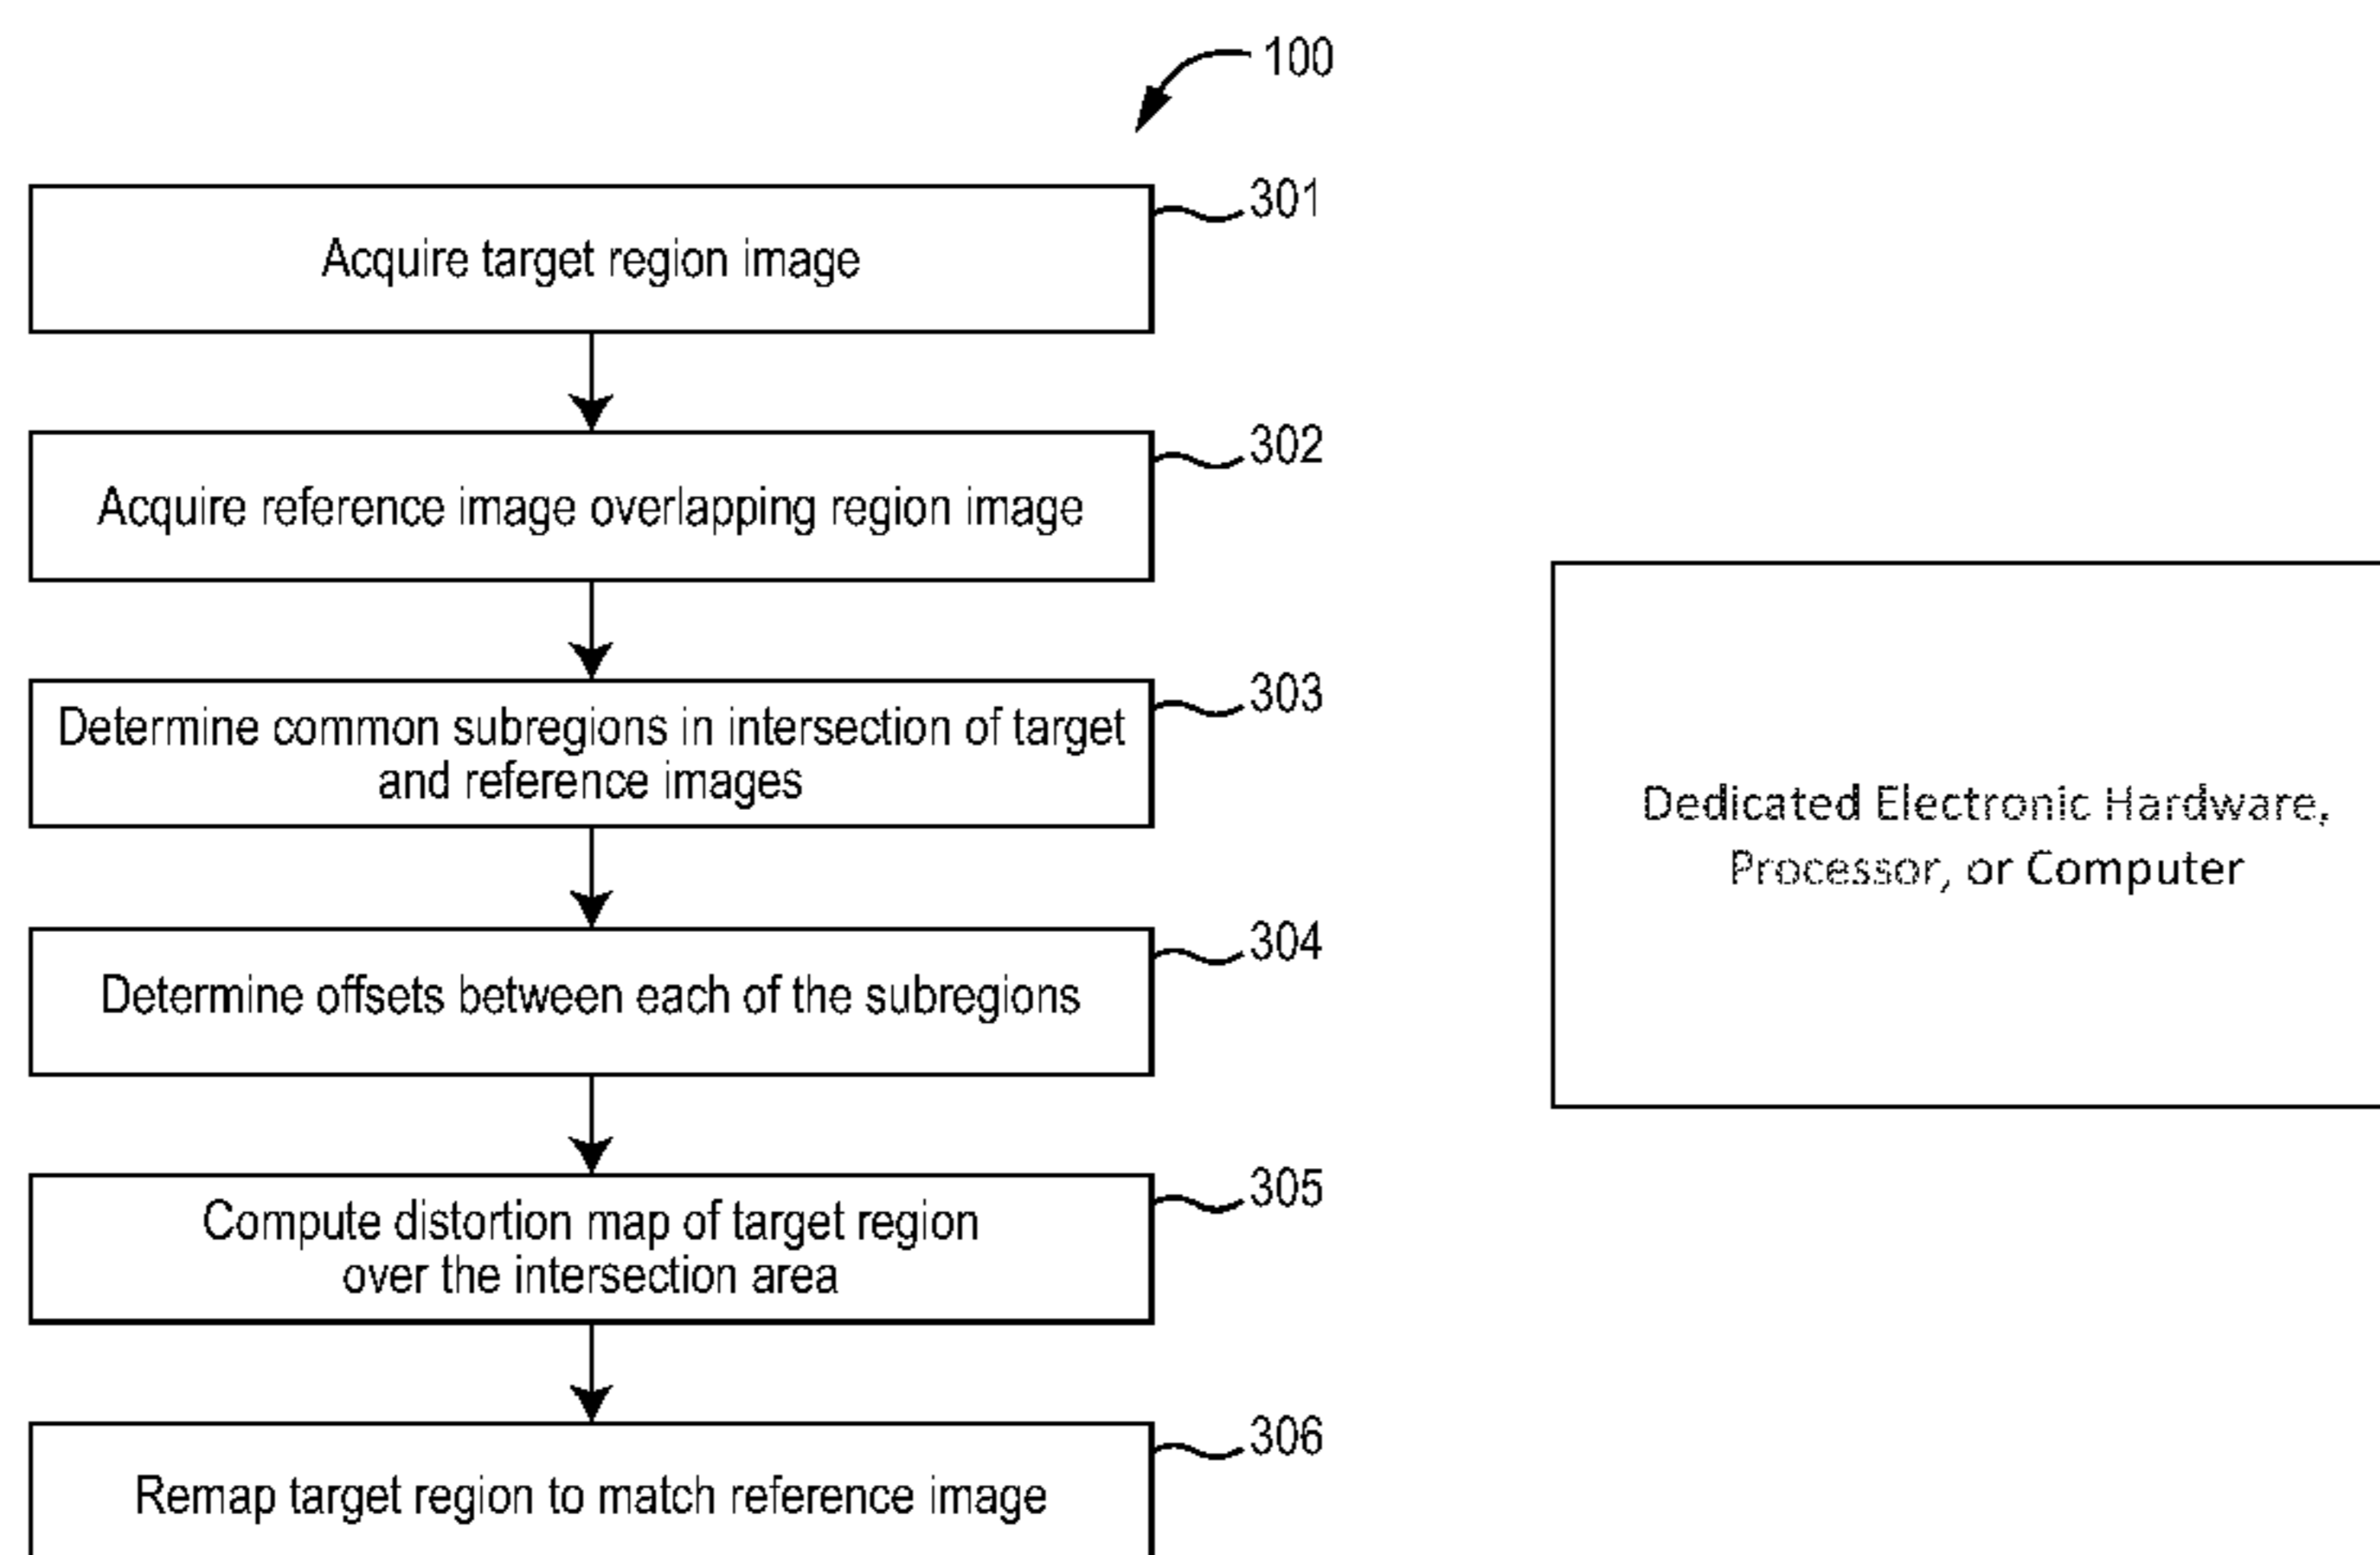 100
301
Acquire target region image
302
Acquire reference image overlapping region image
303
Determine common subregions in intersection of target
and reference images
304
Determine offsets between each of the subregions
305
Compute distortion map of target region
over the intersection area
306
Remap target region to match reference image
Dedicated Electronic Hardware,
Processor, or Computer